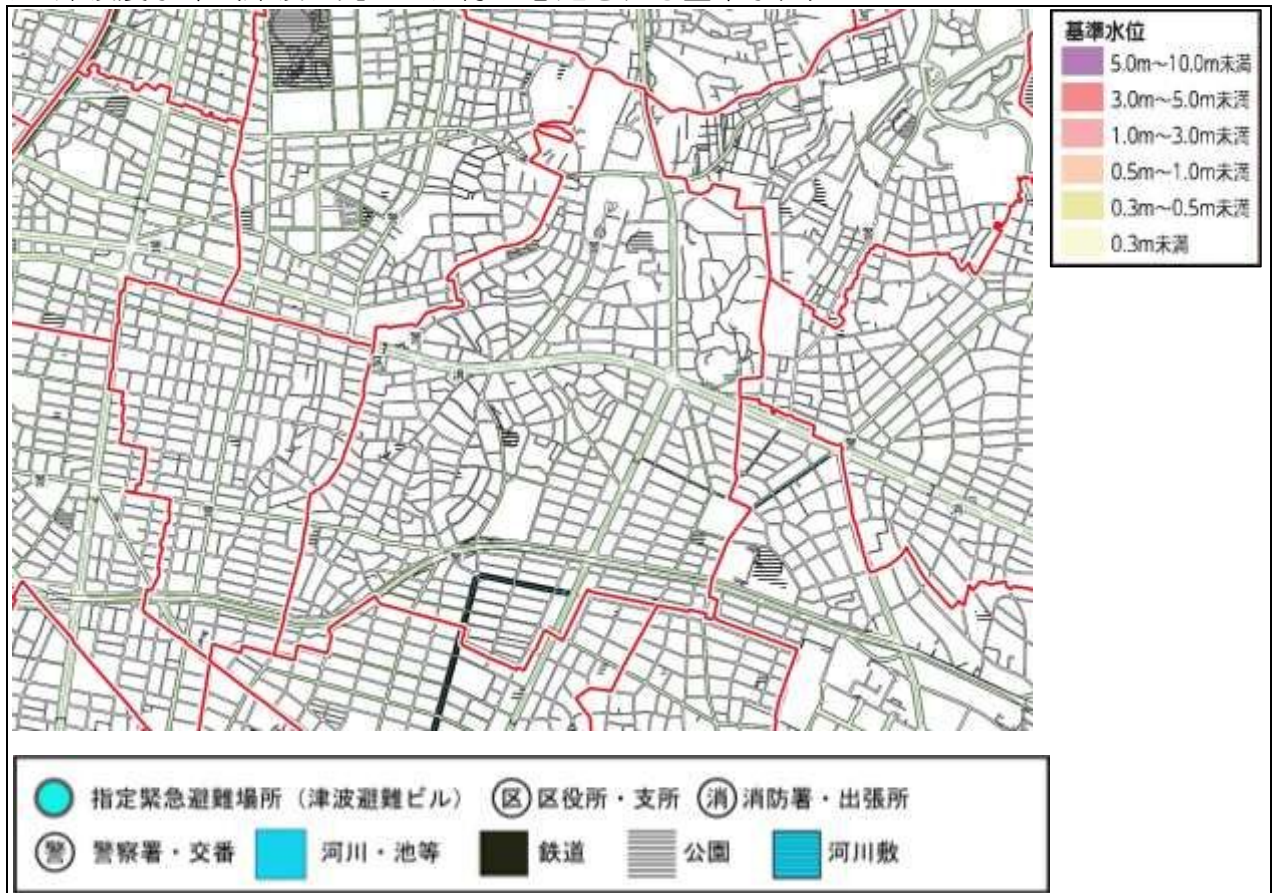 基準水位
5.0m～10.0m未満
3.0m～5.0m未満
1.0m～3.0m未満
0.5m～1.0m未満
0.3m～0.5m未満
0.3m未満
指定緊急避難場所（津波避難ビル）
区 区役所・支所
消 消防署・出張所
警 警察署・交番
河川・池等
鉄道
公園
河川敷